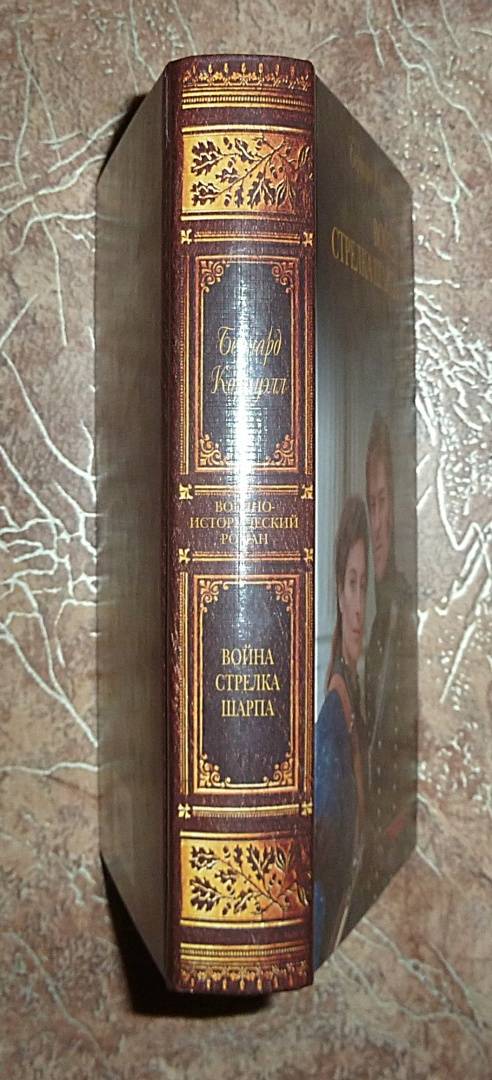 Бернард
Корнуэлл
ВОЕННО-
ИСТОРИЧЕСКИЙ
РОМАН
ВОЙНА
СТРЕЛКА
ШАРПА